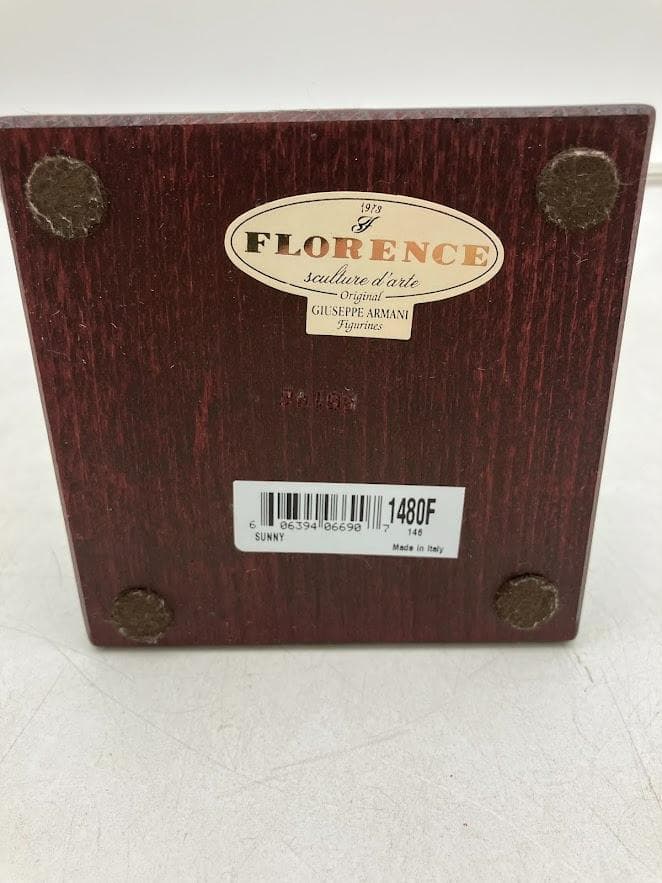 1973
FLORENCE
sculture d'arte
Original
GIUSEPPE ARMANI
Figurines
6 06394 06690 7
1480F
146
SUNNY
Made in Italy